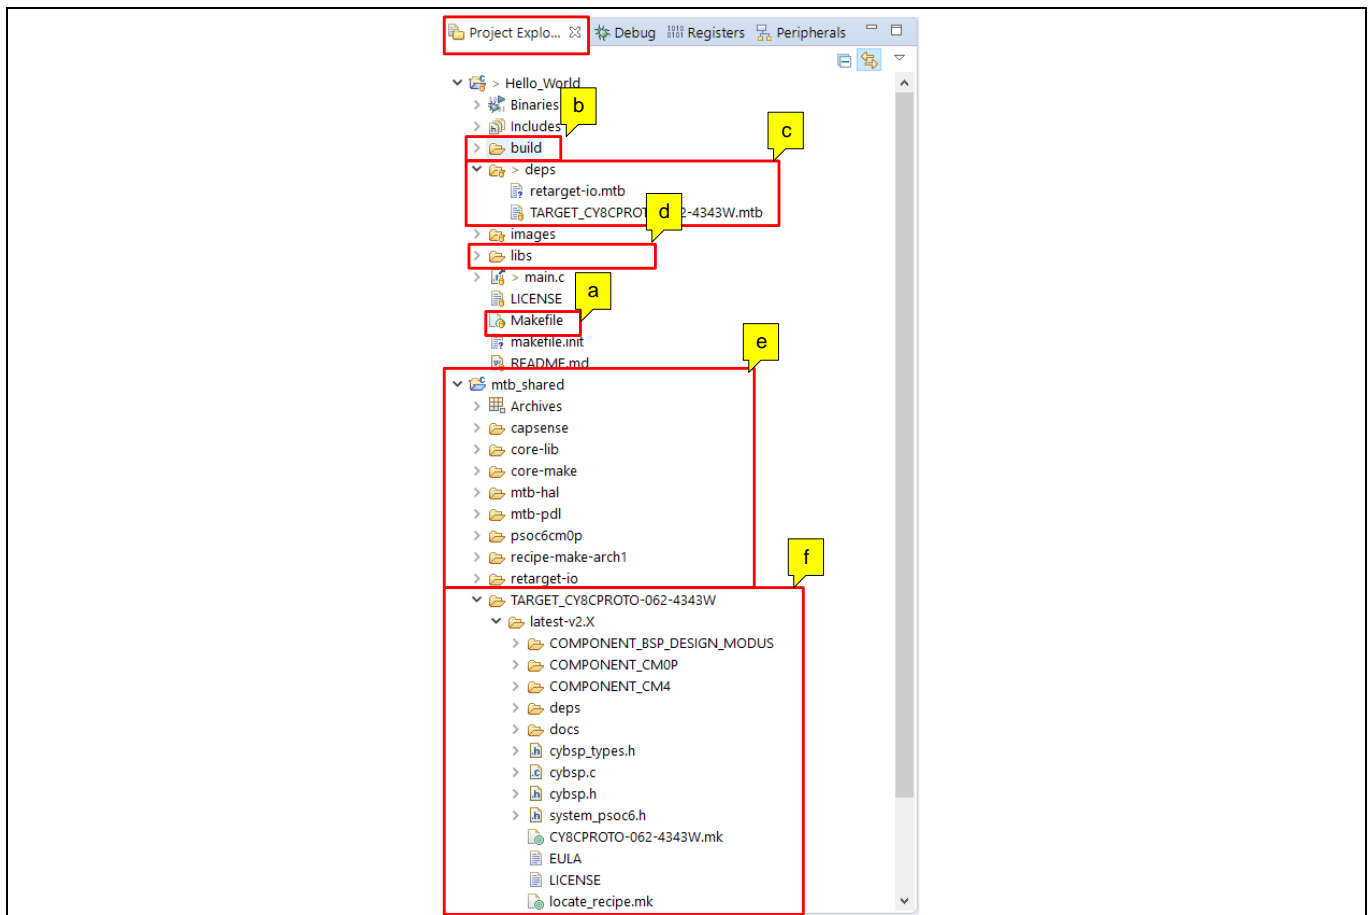 Project Explo... Debug 1010 0101 Registers Peripherals
> Hello_World
Binaries
b
Includes
c
build
> deps
retarget-io.mtb
d
TARGET_CY8CPROT 2-4343W.mtb
images
libs
> main.c
a
LICENSE
Makefile
makefile.init
e
README.md
mtb_shared
Archives
capsense
core-lib
core-make
mtb-hal
mtb-pdl
psoc6cm0p
f
recipe-make-arch1
retarget-io
TARGET_CY8CPROTO-062-4343W
latest-v2.X
COMPONENT_BSP_DESIGN_MODUS
COMPONENT_CM0P
COMPONENT_CM4
deps
docs
cybsp_types.h
cybsp.c
cybsp.h
system_psoc6.h
CY8CPROTO-062-4343W.mk
EULA
LICENSE
locate_recipe.mk